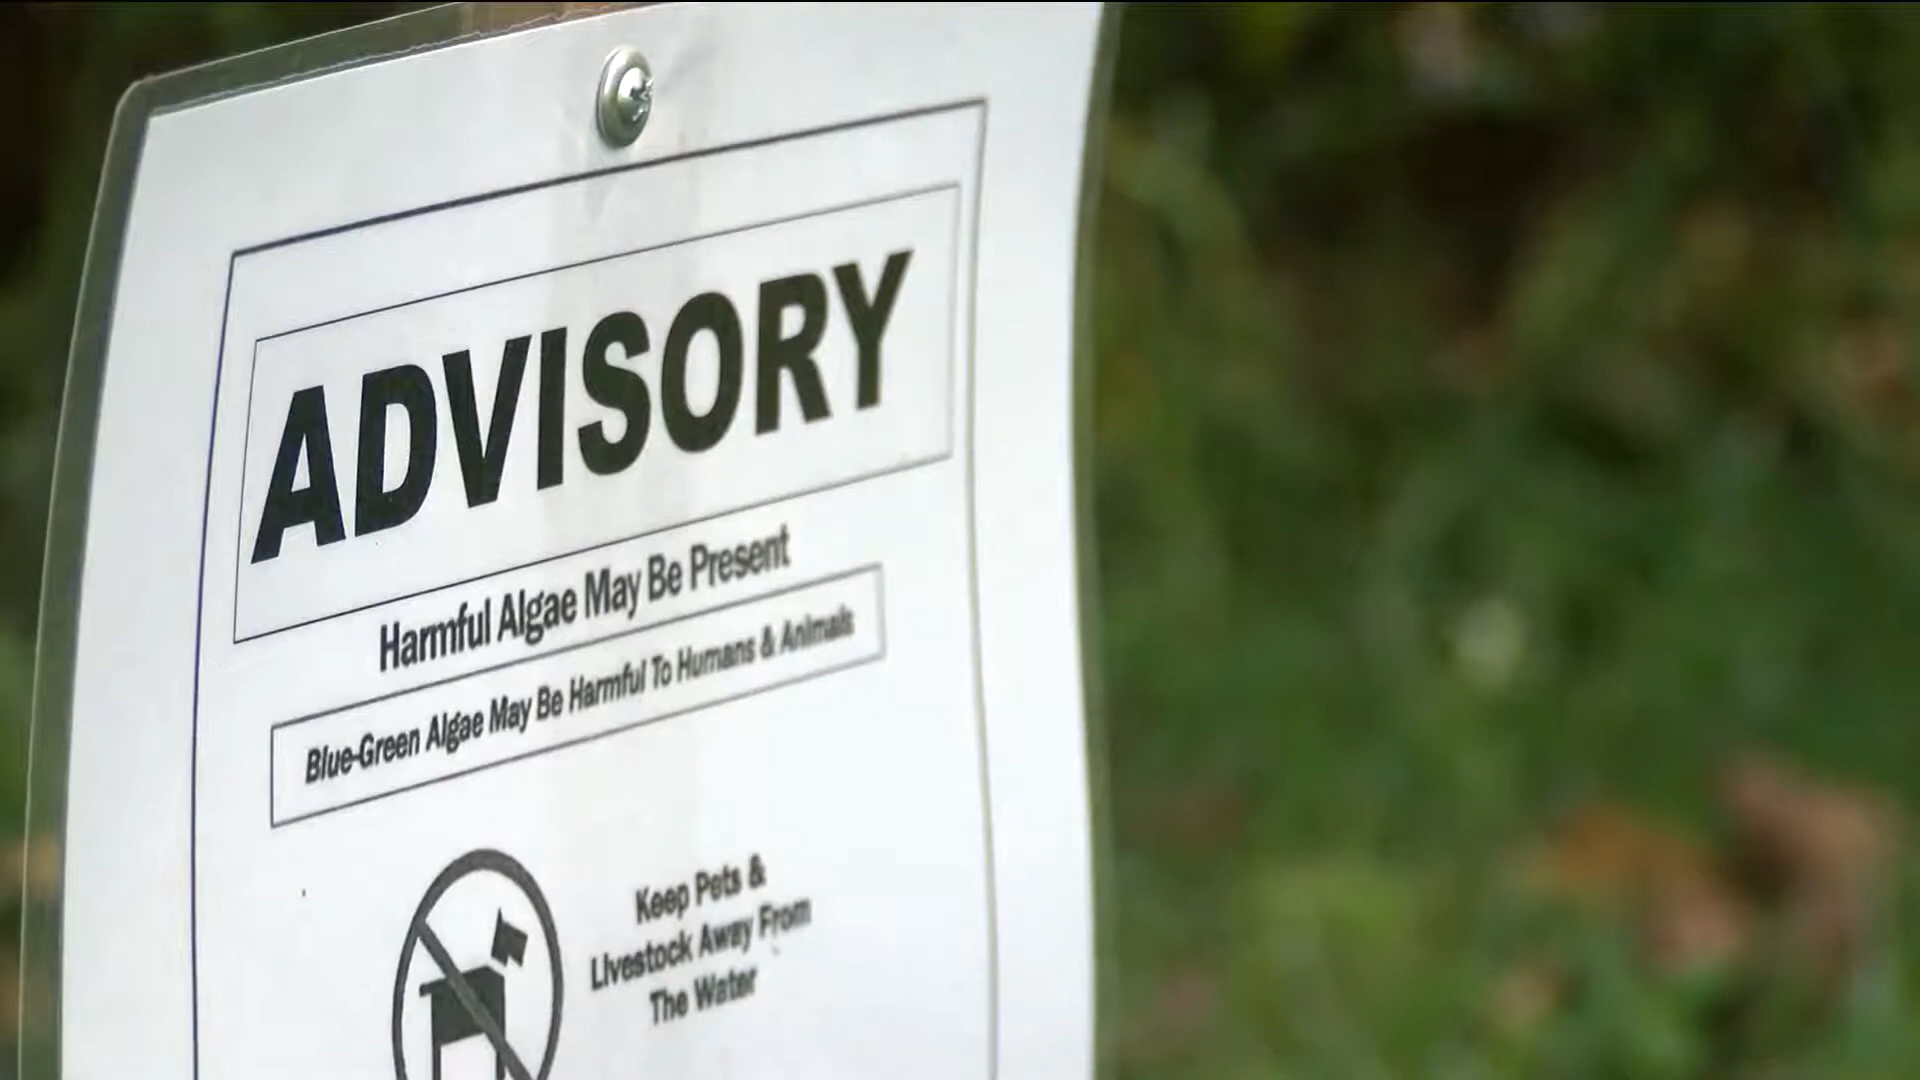 ADVISORY
Harmful Algae May Be Present
Blue-Green Algae May Be Harmful To Humans & Animals
Keep Pets &
Livestock Away From
The Water